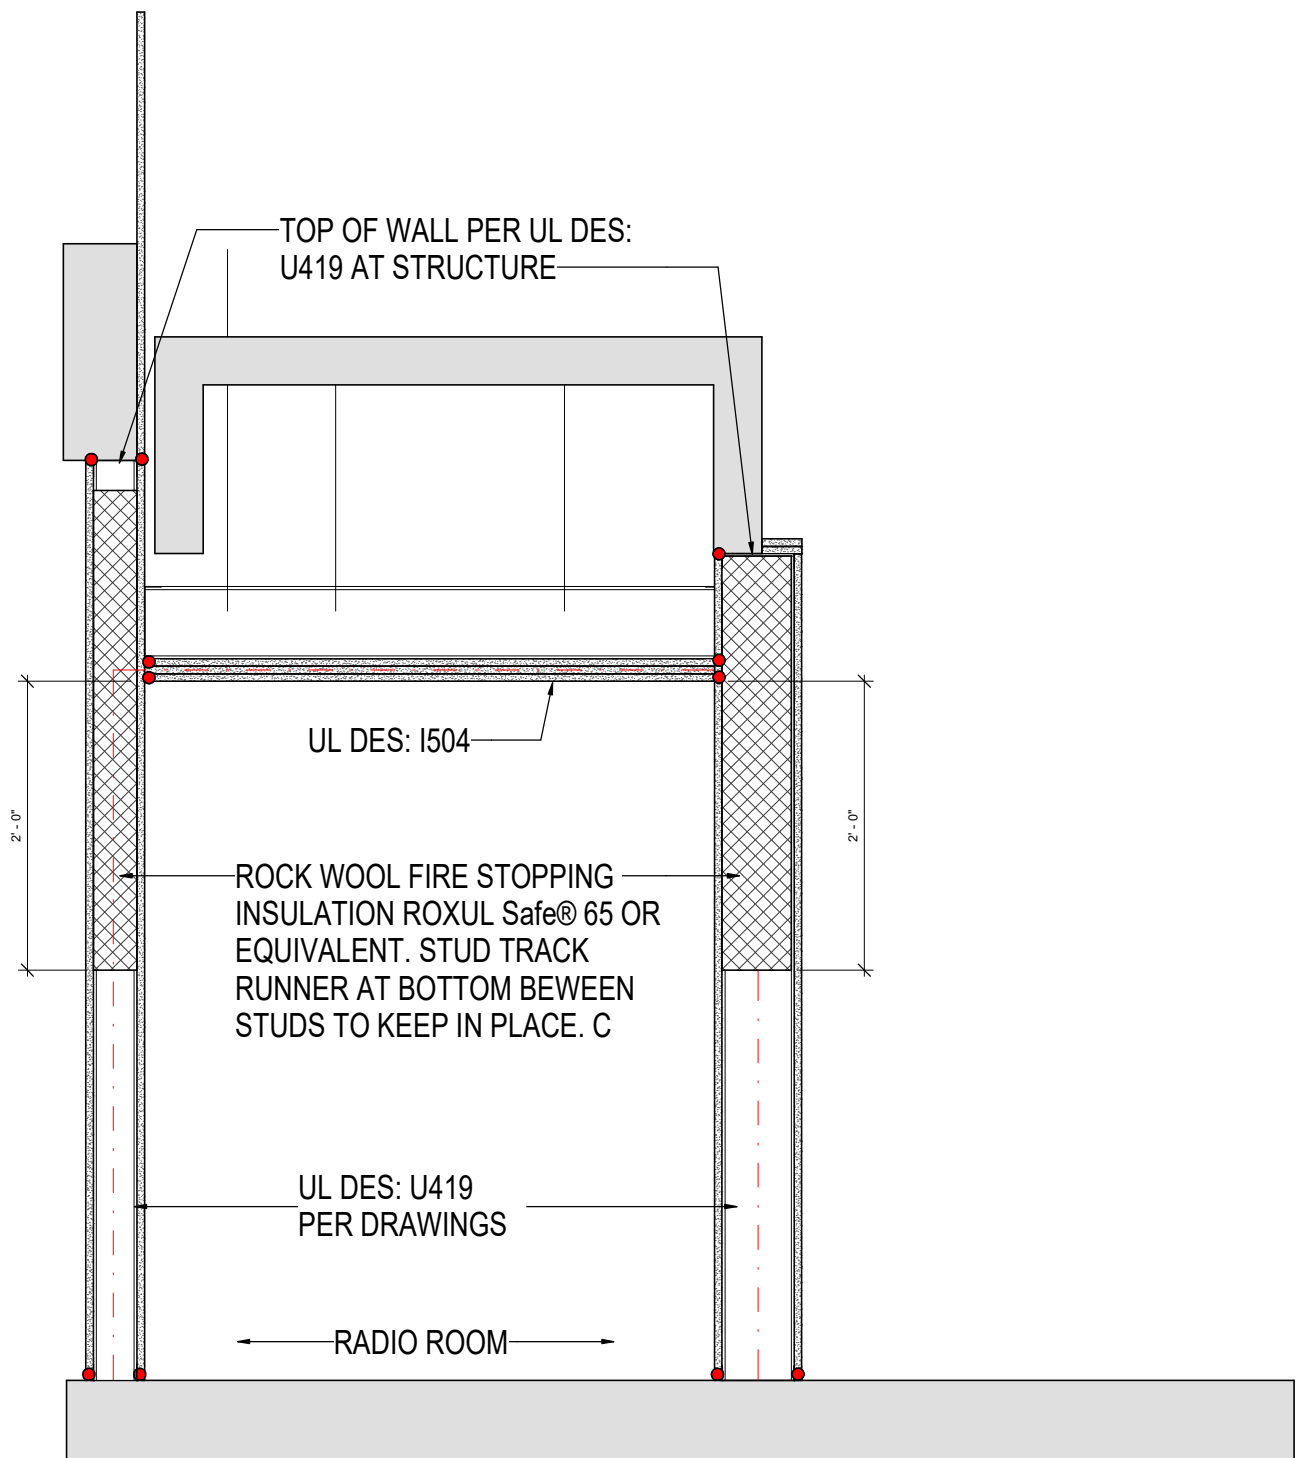 TOP OF WALL PER UL DES:
U419 AT STRUCTURE
UL DES: I504
2' - 0"
2' - 0"
ROCK WOOL FIRE STOPPING
INSULATION ROXUL Safe® 65 OR
EQUIVALENT. STUD TRACK
RUNNER AT BOTTOM BEWEEN
STUDS TO KEEP IN PLACE. C
UL DES: U419
PER DRAWINGS
RADIO ROOM